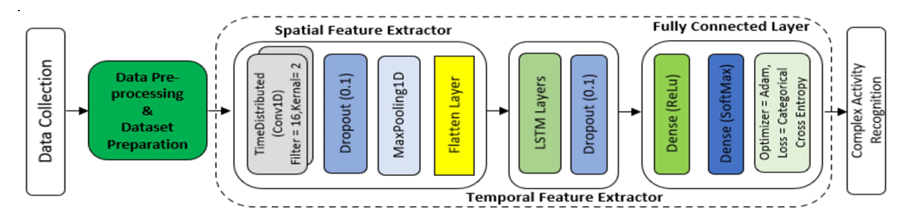 Spatial Feature Extractor
Fully Connected Layer
Data Collection
Data Pre-
processing
&
Dataset
Preparation
TimeDistributed
(Conv1D)
Filter = 16,Kernal= 2
Dropout (0.1)
MaxPooling1D
Flatten Layer
LSTM Layers
Dropout (0.1)
Dense (ReLu)
Dense (SoftMax)
Optimizer = Adam,
Loss = Categorical
Cross Entropy
Complex Activity
Recognition
Temporal Feature Extractor